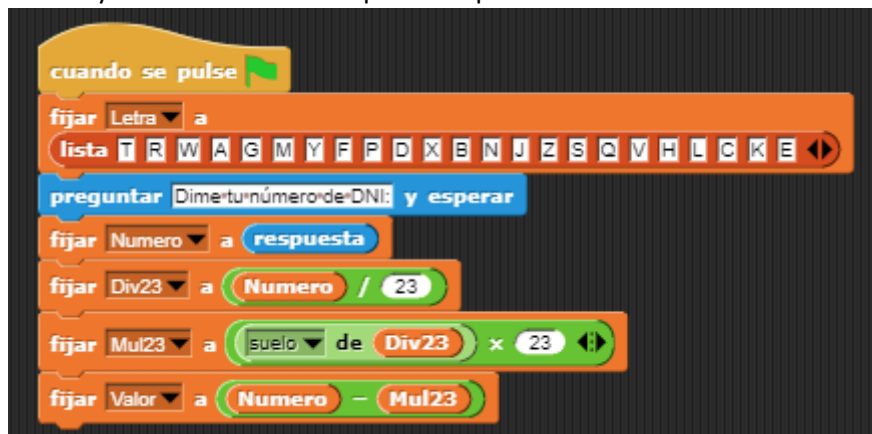 cuando se pulse
fijar Letra a
lista T R W A G M Y F P D X B N J Z S Q V H L C K E
preguntar Dime tu número de DNI: y esperar
fijar Numero a respuesta
fijar Div23 a Numero / 23
fijar Mul23 a suelo de Div23 × 23
fijar Valor a Numero - Mul23